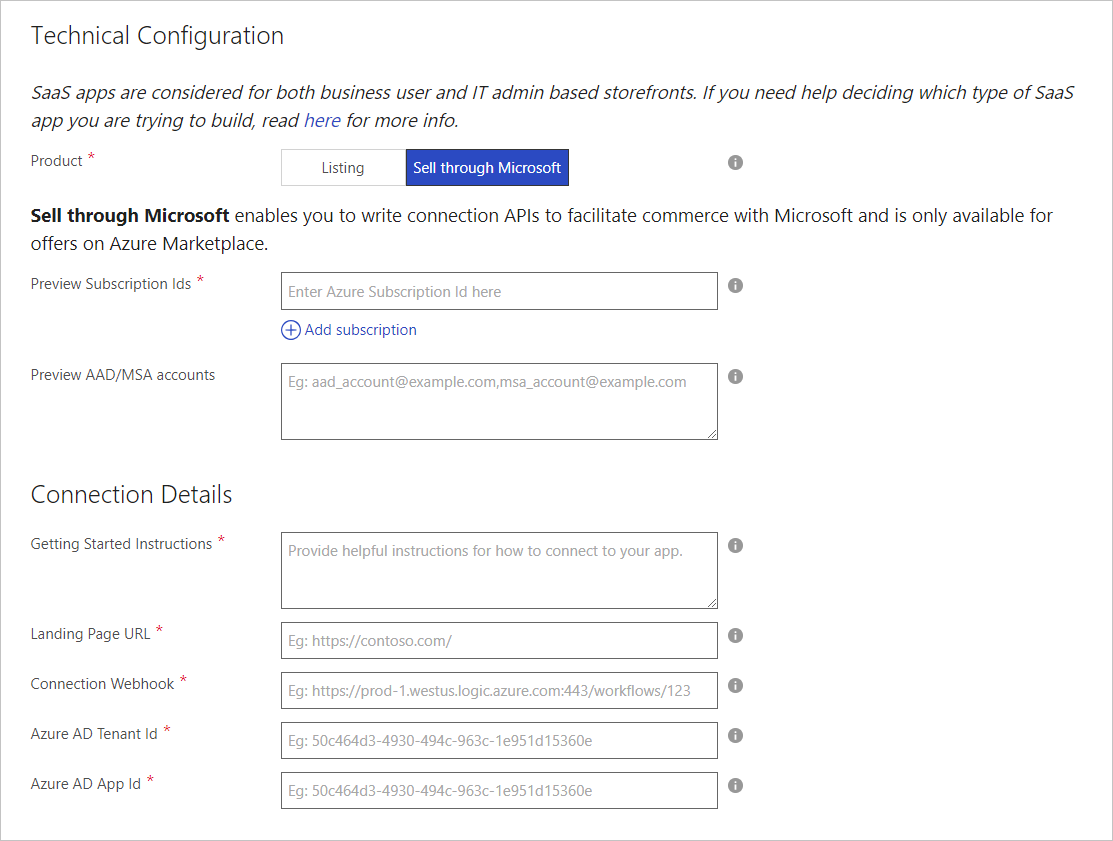 Technical Configuration
SaaS apps are considered for both business user and IT admin based storefronts. If you need help deciding which type of SaaS
app you are trying to build, read here for more info.
Product *
Listing
Sell through Microsoft
Sell through Microsoft enables you to write connection APIs to facilitate commerce with Microsoft and is only available for
offers on Azure Marketplace.
Preview Subscription Ids *
Enter Azure Subscription Id here
Add subscription
Preview AAD/MSA accounts
Eg: aad_account@example.com,msa_account@example.com
Connection Details
Getting Started Instructions *
Provide helpful instructions for how to connect to your app.
Landing Page URL *
Eg: https://contoso.com/
Connection Webhook *
Eg: https://prod-1.westus.logic.azure.com:443/workflows/123
Azure AD Tenant Id *
Eg: 50c464d3-4930-494c-963c-1e951d15360e
Azure AD App Id *
Eg: 50c464d3-4930-494c-963c-1e951d15360e